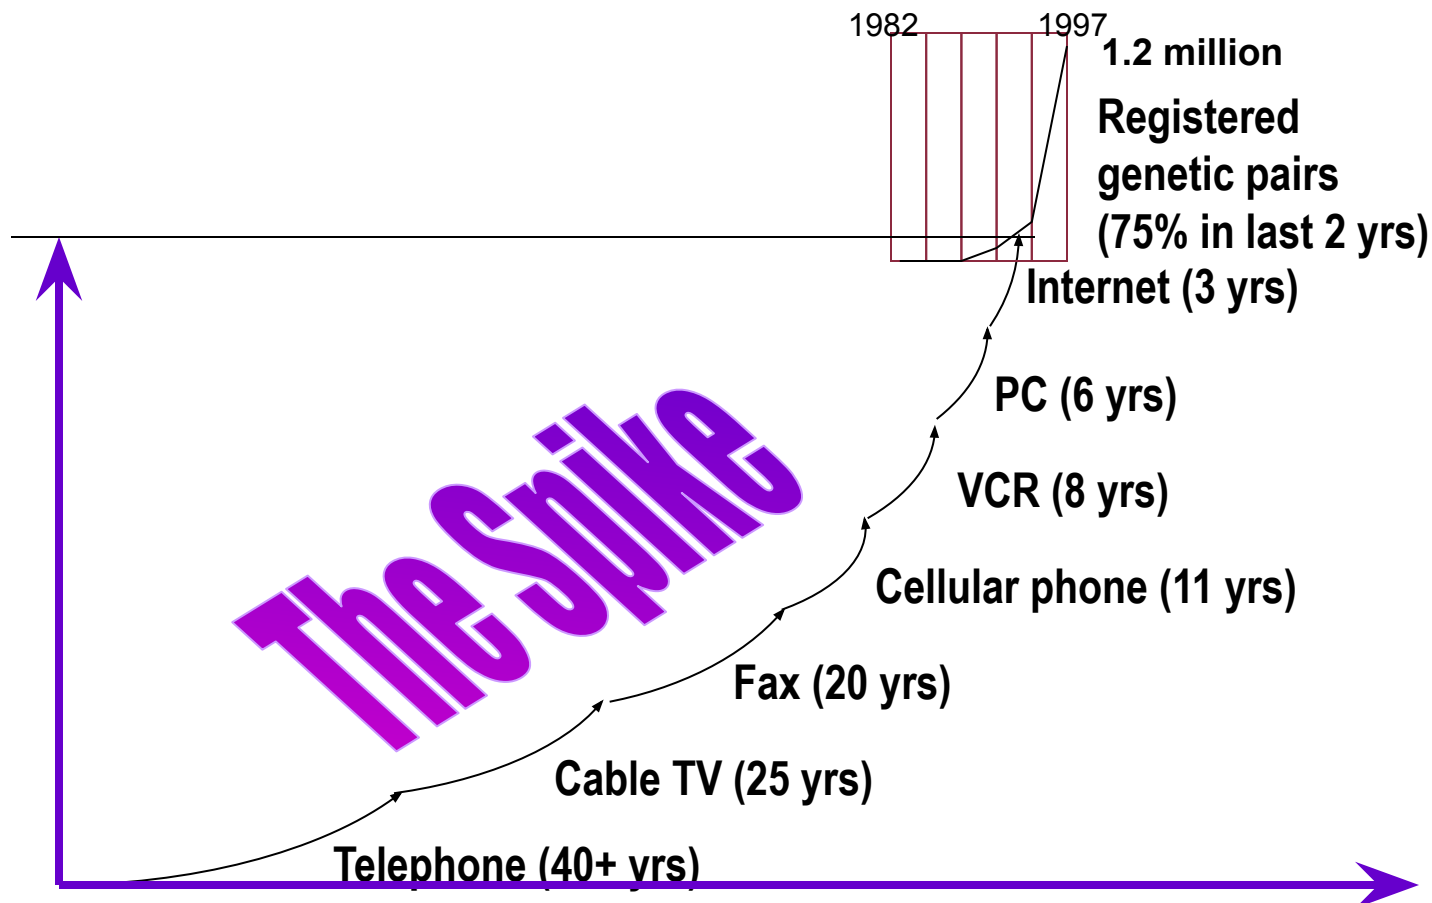 1982 1997
1.2 million
Registered
genetic pairs
(75% in last 2 yrs)
Internet (3 yrs)
PC (6 yrs)
The Spike
VCR (8 yrs)
Cellular phone (11 yrs)
Fax (20 yrs)
Cable TV (25 yrs)
Telephone (40+ yrs)